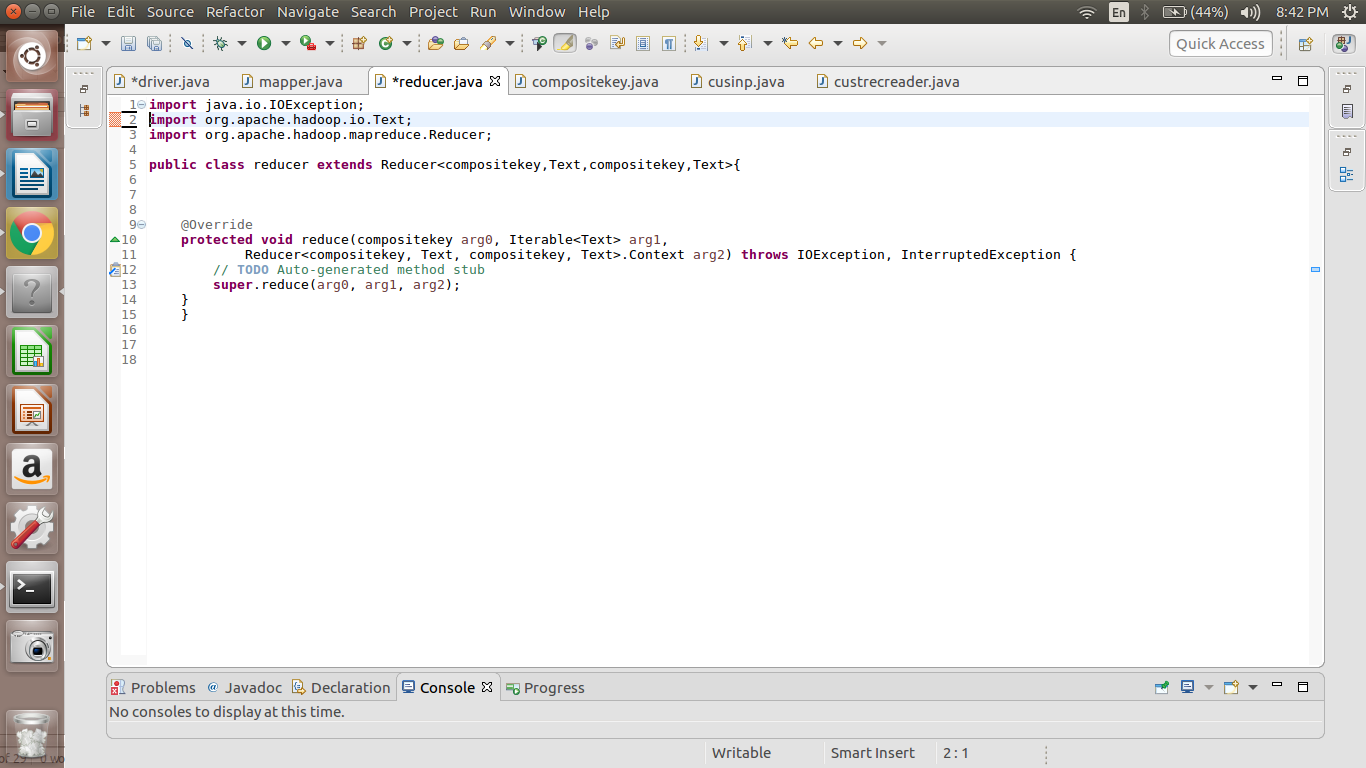 File Edit Source Refactor Navigate Search Project Run Window Help
En (44%) 8:42 PM
Quick Access
*driver.java mapper.java *reducer.java compositekey.java cusinp.java custrecreader.java
1 import java.io.IOException;
2 import org.apache.hadoop.io.Text;
3 import org.apache.hadoop.mapreduce.Reducer;
4
5 public class reducer extends Reducer<compositekey,Text,compositekey,Text>{
6
7
8
9 @Override
10 protected void reduce(compositekey arg0, Iterable<Text> arg1,
11 Reducer<compositekey, Text, compositekey, Text>.Context arg2) throws IOException, InterruptedException {
12 // TODO Auto-generated method stub
13 super.reduce(arg0, arg1, arg2);
14 }
15 }
16
17
18
Problems @ Javadoc Declaration Console Progress
No consoles to display at this time.
Writable Smart Insert 2 : 1